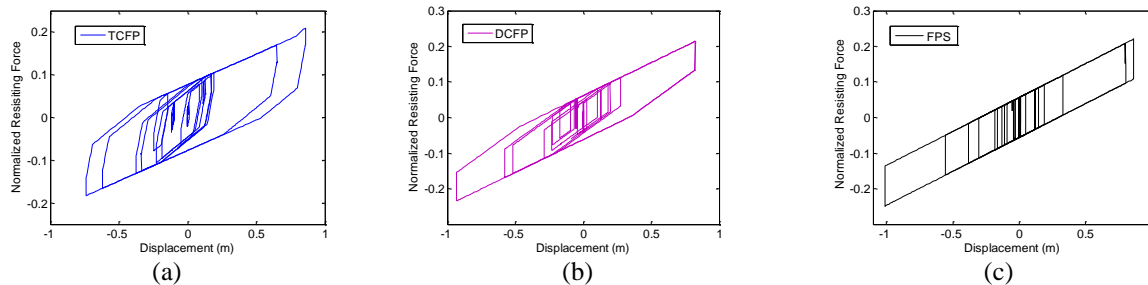 0.2
0.1
0
-0.1
-0.2
Normalized Resisiting Force
TCFP
-1
-0.5
0
0.5
1
Displacement (m)
(a)
0.3
0.2
0.1
0
-0.1
-0.2
Normalized Resisting Force
DCFP
-1
-0.5
0
0.5
1
Displacement (m)
(b)
0.3
0.2
0.1
0
-0.1
-0.2
Normalized Resisting Force
FPS
-1
-0.5
0
0.5
1
Displacement (m)
(c)